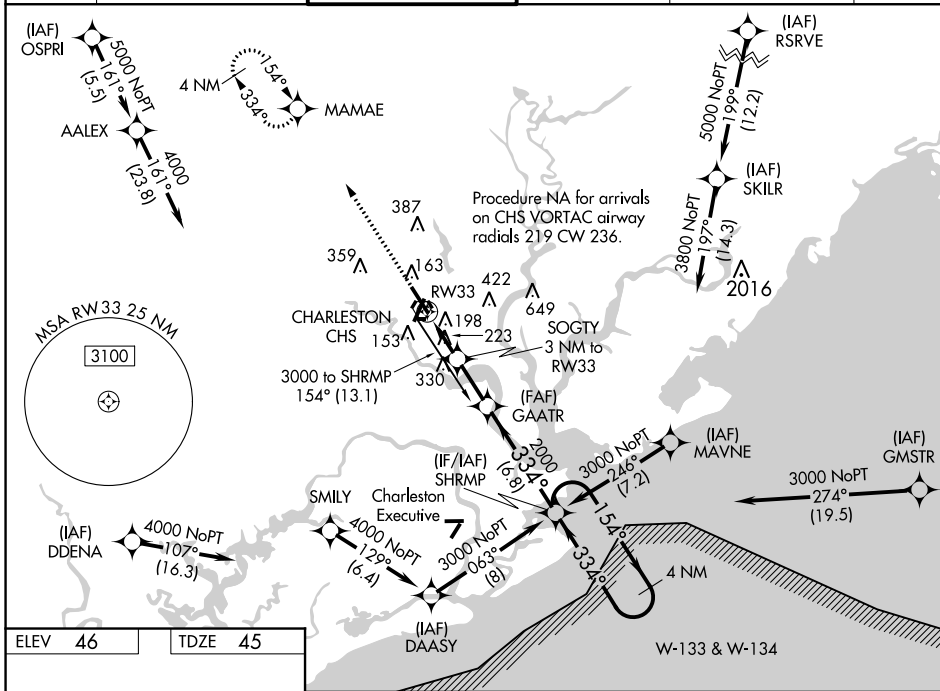 (IAF)
OSPRI
5000 NoPT
161°
(5.5)
AALEX
4000
161°
(23.8)
4 NM
154°
334°
MAMAE
(IAF)
RSRVE
5000 NoPT
199°
(12.2)
(IAF)
SKILR
3800 NoPT
197°
(14.3)
2016
Procedure NA for arrivals
on CHS VORTAC airway
radials 219 CW 236.
387
359
163
RW33
422
649
CHARLESTON
CHS
153
198
223
SOGTY
3 NM to
RW33
330
3000 to SHRMP
154° (13.1)
(FAF)
GAATR
MSA RW33 25 NM
3100
2000
334°
(6.8)
(IF/IAF)
SHRMP
3000 NoPT
246°
(7.2)
(IAF)
MAVNE
(IAF)
GMSTR
3000 NoPT
274°
(19.5)
SMILY
Charleston
Executive
(IAF)
DDENA
4000 NoPT
107°
(16.3)
4000 NoPT
129°
(6.4)
3000 NoPT
063°
(8)
154°
334°
4 NM
(IAF)
DAASY
W-133 & W-134
ELEV 46
TDZE 45